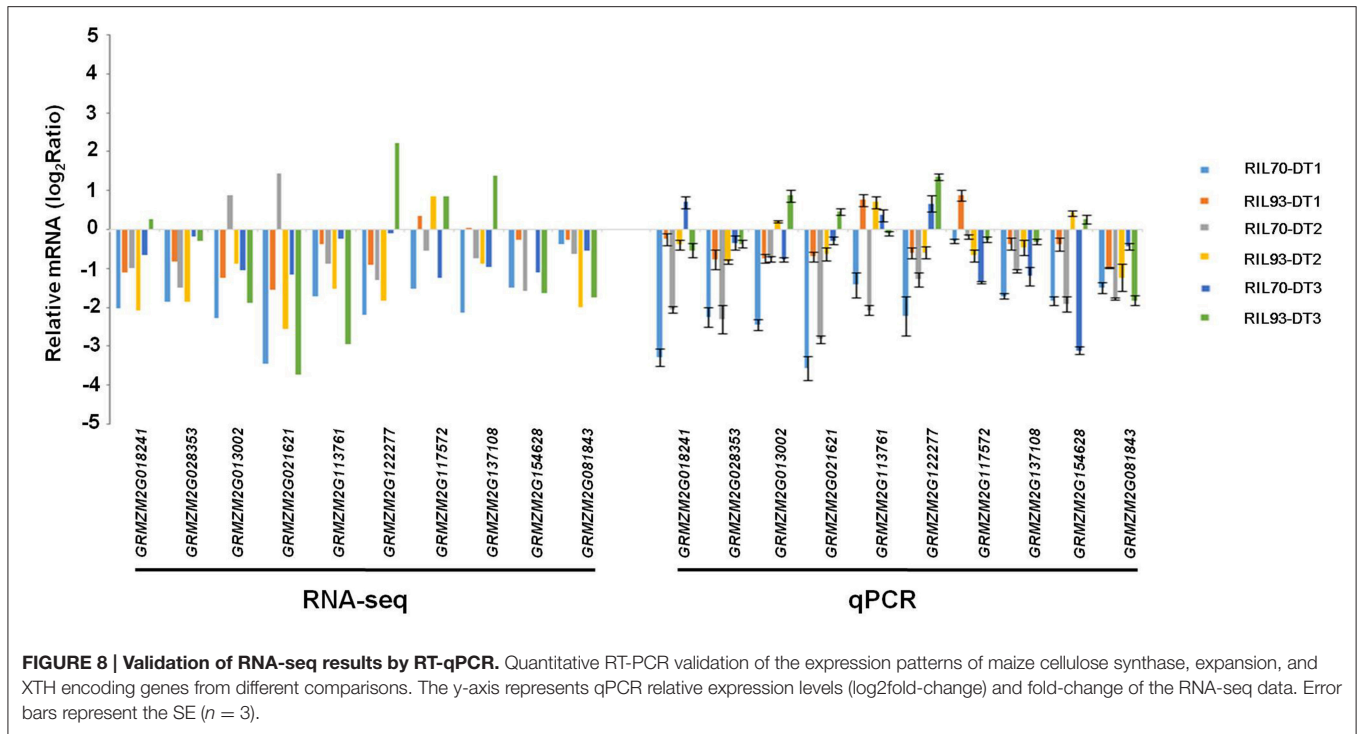 5
4
3
2
1
0
-1
-2
-3
-4
-5
Relative mRNA (log₂Ratio)
GRMZM2G018241
GRMZM2G028353
GRMZM2G013002
GRMZM2G021621
GRMZM2G113761
GRMZM2G122277
GRMZM2G117572
GRMZM2G137108
GRMZM2G154628
GRMZM2G081843
RNA-seq
GRMZM2G018241
GRMZM2G028353
GRMZM2G013002
GRMZM2G021621
GRMZM2G113761
GRMZM2G122277
GRMZM2G117572
GRMZM2G137108
GRMZM2G154628
GRMZM2G081843
qPCR
RIL70-DT1
RIL93-DT1
RIL70-DT2
RIL93-DT2
RIL70-DT3
RIL93-DT3
FIGURE 8 | Validation of RNA-seq results by RT-qPCR. Quantitative RT-PCR validation of the expression patterns of maize cellulose synthase, expansion, and
XTH encoding genes from different comparisons. The y-axis represents qPCR relative expression levels (log2fold-change) and fold-change of the RNA-seq data. Error
bars represent the SE (n = 3).